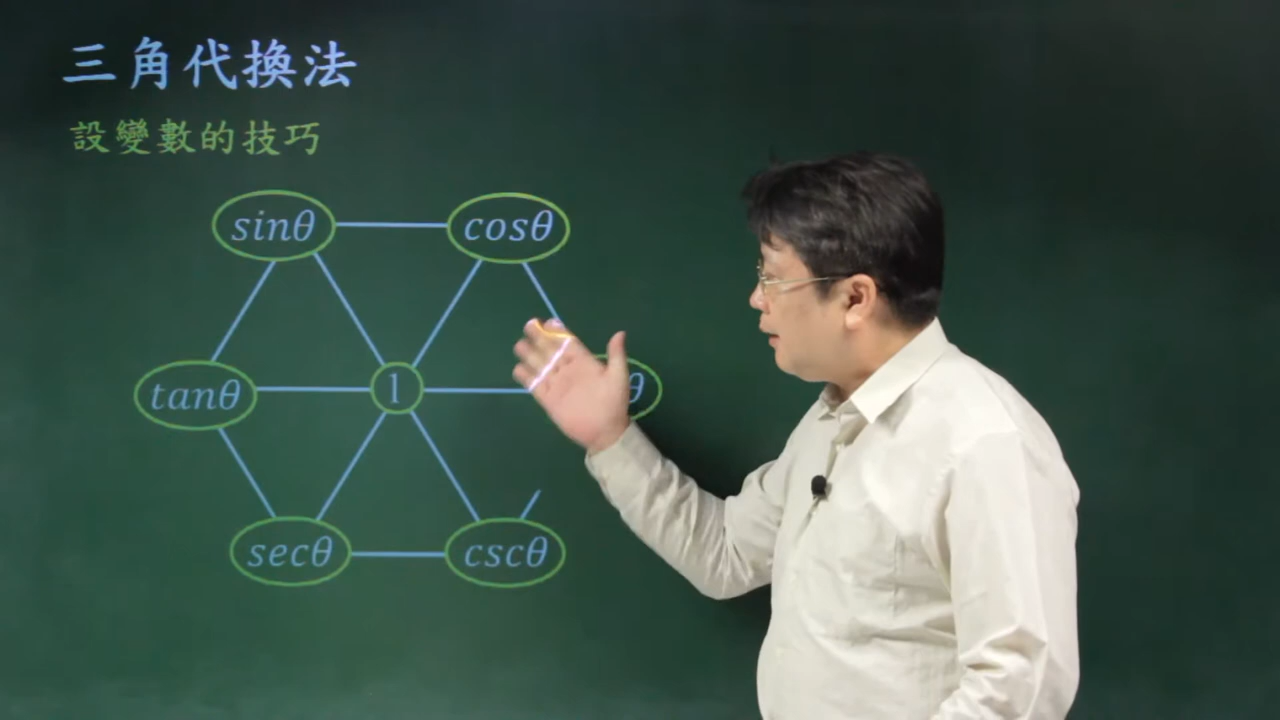 三角代換法
設變數的技巧
sinθ cosθ
tanθ 1 θ
secθ cscθ